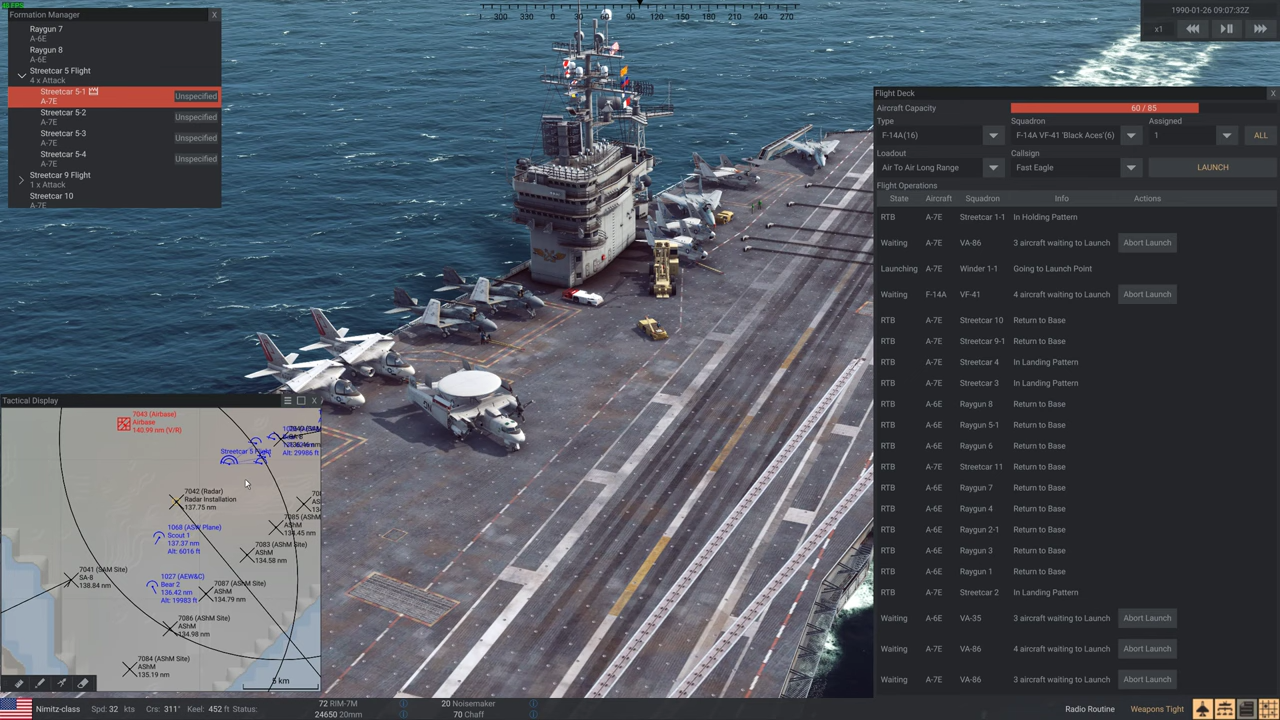 Formation Manager
X
Raygun 7
A-6E
Raygun 8
A-6E
Streetcar 5 Flight
4 x Attack
Streetcar 5-1
A-7E
Unspecified
Streetcar 5-2
A-7E
Unspecified
Streetcar 5-3
A-7E
Unspecified
Streetcar 5-4
A-7E
Unspecified
Streetcar 9 Flight
1 x Attack
Streetcar 10
A-7E
300 330 0 30 60 90 120 150 180 210 240 270
1990-01-26 09:07:32Z
x1
Flight Deck
X
Aircraft Capacity
60 / 85
Type Squadron Assigned
F-14A(16) F-14A VF-41 'Black Aces'(6) 1 ALL
Loadout Callsign
Air To Air Long Range Fast Eagle LAUNCH
Flight Operations
State Aircraft Squadron Info Actions
RTB A-7E Streetcar 1-1 In Holding Pattern
Waiting A-7E VA-86 3 aircraft waiting to Launch Abort Launch
Launching A-7E Winder 1-1 Going to Launch Point
Waiting F-14A VF-41 4 aircraft waiting to Launch Abort Launch
RTB A-7E Streetcar 10 Return to Base
RTB A-7E Streetcar 9-1 Return to Base
RTB A-7E Streetcar 4 In Landing Pattern
RTB A-7E Streetcar 3 In Landing Pattern
RTB A-6E Raygun 8 Return to Base
RTB A-6E Raygun 5-1 Return to Base
RTB A-6E Raygun 6 Return to Base
RTB A-7E Streetcar 11 Return to Base
RTB A-6E Raygun 7 Return to Base
RTB A-6E Raygun 4 Return to Base
RTB A-6E Raygun 2-1 Return to Base
RTB A-6E Raygun 3 Return to Base
RTB A-6E Raygun 1 Return to Base
RTB A-7E Streetcar 2 In Landing Pattern
Waiting A-6E VA-35 3 aircraft waiting to Launch Abort Launch
Waiting A-7E VA-86 4 aircraft waiting to Launch Abort Launch
Waiting A-7E VA-86 3 aircraft waiting to Launch Abort Launch
Tactical Display
X
7043 (Airbase)
Airbase
140.99 nm (V/R)
Alt: 29986 ft
Streetcar 5 Flight
7042 (Radar)
Radar Installation
137.75 nm
7085 (ASHM
ASHM
134.45 nm
1068 (ASW Plane)
Scout 1
137.37 nm
Alt: 6016 ft
7083 (ASHM Site)
ASHM
134.58 nm
7041 (SAM Site)
SA-8
138.84 nm
1027 (AEW&C)
Bear 2
136.42 nm
Alt: 19983 ft
7087 (ASHM Site)
ASHM
134.79 nm
7086 (ASHM Site)
ASHM
134.98 nm
7084 (ASHM Site)
ASHM
135.19 nm
5 km
Nimitz-class Spd: 32 kts Crs: 311° Keel: 452 ft Status:
72 RIM-7M
24650 20mm
20 Noisemaker
70 Chaff
Radio Routine Weapons Tight